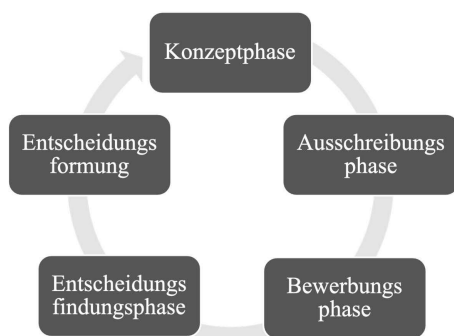 Konzeptphase
Ausschreibungs
phase
Bewerbungs
phase
Entscheidungs
findungsphase
Entscheidungs
formung